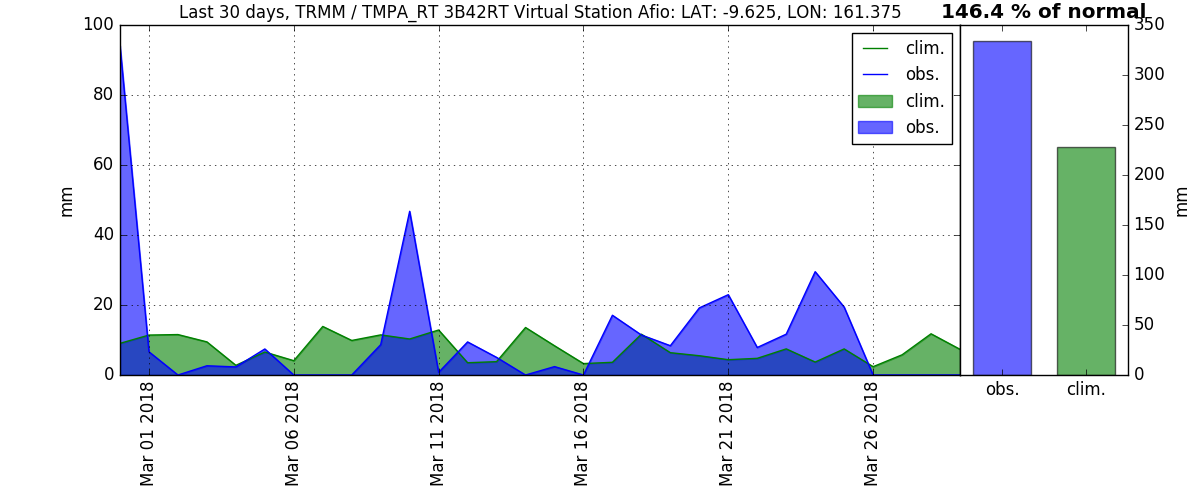 Last 30 days, TRMM / TMPA_RT 3B42RT Virtual Station Afio: LAT: -9.625, LON: 161.375
146.4 % of normal
100
80
60
40
20
0
mm
clim.
obs.
clim.
obs.
Mar 01 2018
Mar 06 2018
Mar 11 2018
Mar 16 2018
Mar 21 2018
Mar 26 2018
350
300
250
200
150
100
50
0
mm
obs.
clim.